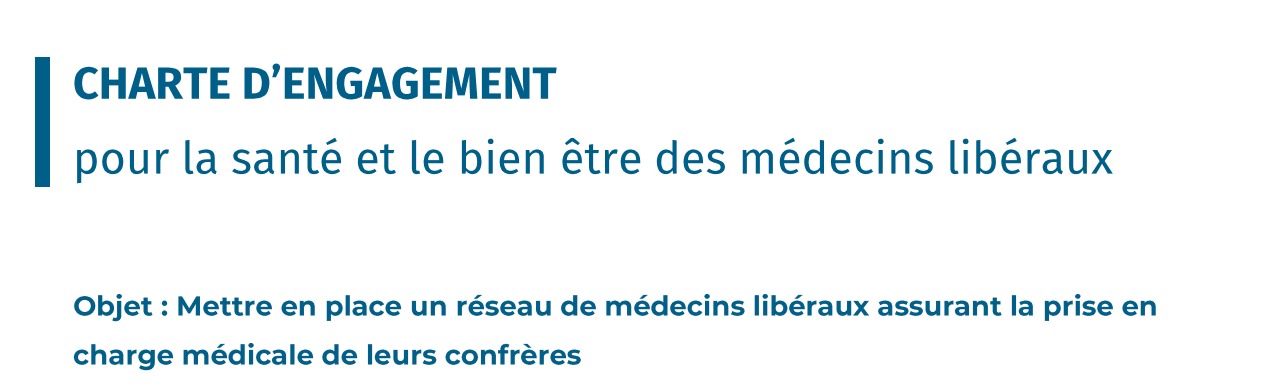 CHARTE D’ENGAGEMENT
pour la santé et le bien être des médecins libéraux
Objet : Mettre en place un réseau de médecins libéraux assurant la prise en
charge médicale de leurs confrères